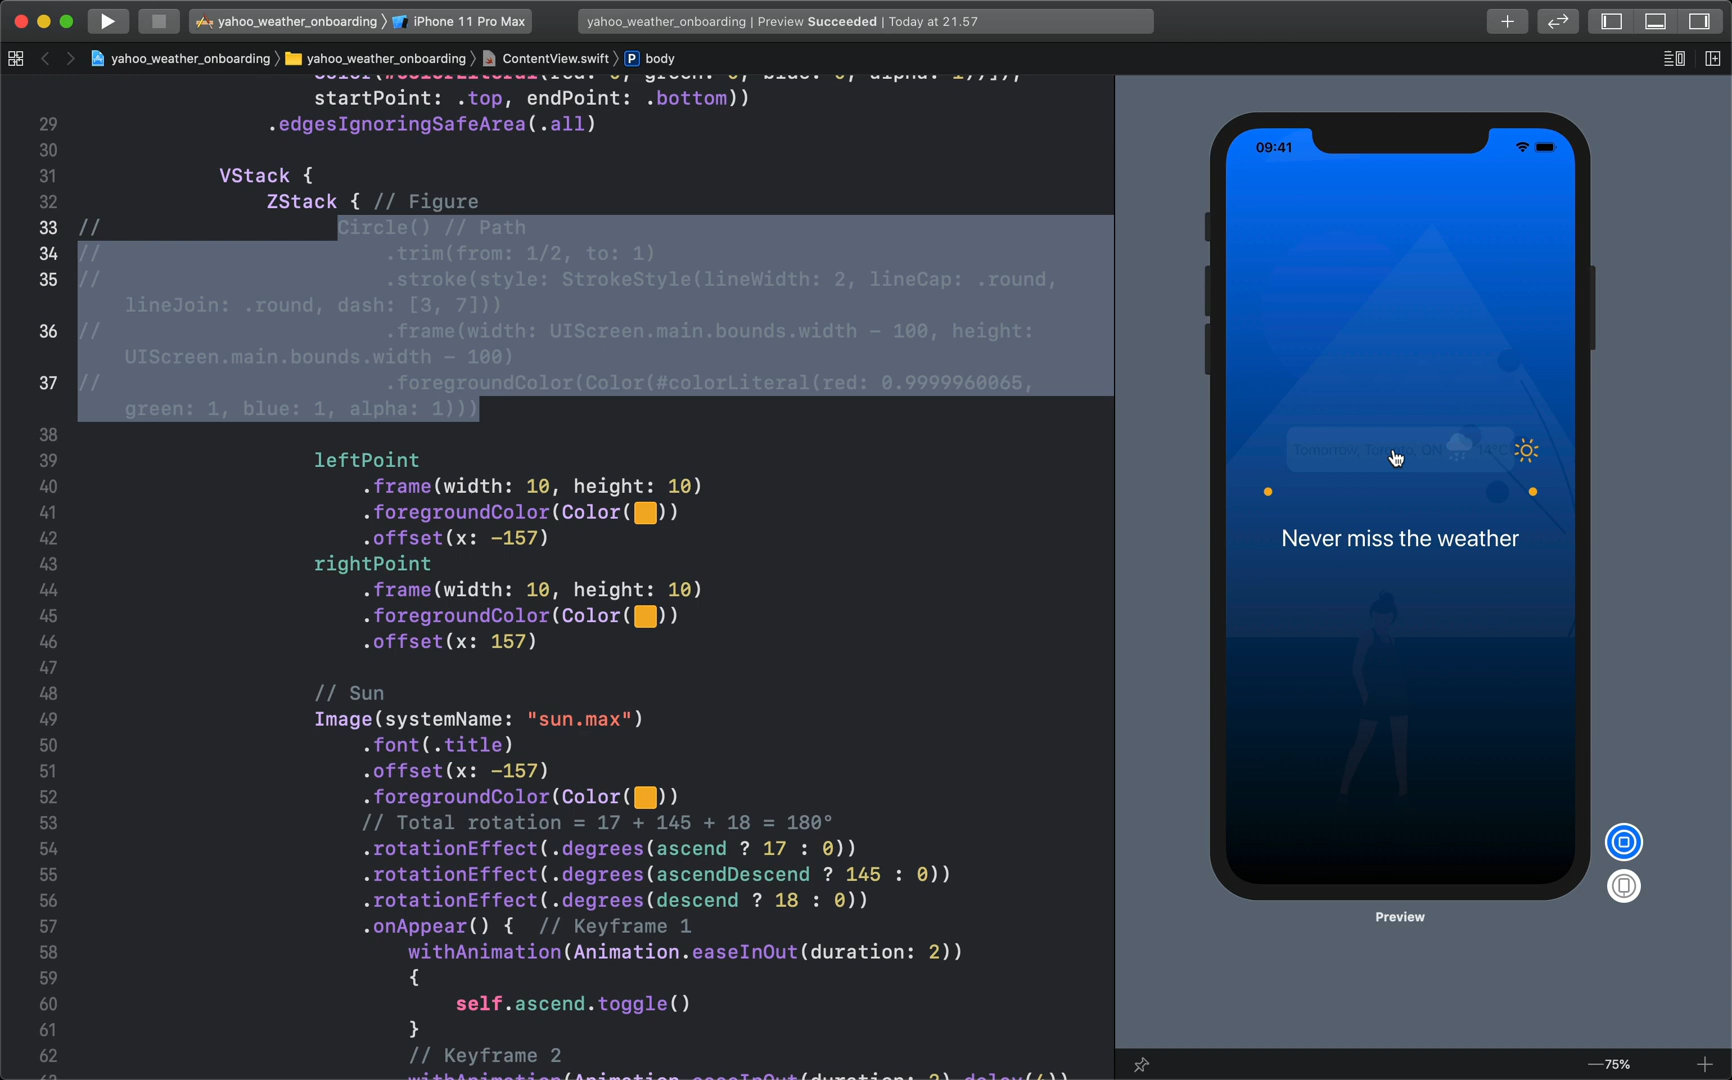 yahoo_weather_onboarding 〉 iPhone 11 Pro Max
yahoo_weather_onboarding | Preview Succeeded | Today at 21.57
yahoo_weather_onboarding 〉 yahoo_weather_onboarding 〉 ContentView.swift 〉 P body
startPoint: .top, endPoint: .bottom))
29 .edgesIgnoringSafeArea(.all)
30
31 VStack {
32 ZStack { // Figure
33 // Circle() // Path
34 // .trim(from: 1/2, to: 1)
35 // .stroke(style: StrokeStyle(lineWidth: 2, lineCap: .round,
lineJoin: .round, dash: [3, 7]))
36 // .frame(width: UIScreen.main.bounds.width - 100, height:
UIScreen.main.bounds.width - 100)
37 // .foregroundColor(Color(#colorLiteral(red: 0.9999960065,
green: 1, blue: 1, alpha: 1)))
38
39 leftPoint
40 .frame(width: 10, height: 10)
41 .foregroundColor(Color( ))
42 .offset(x: -157)
43 rightPoint
44 .frame(width: 10, height: 10)
45 .foregroundColor(Color( ))
46 .offset(x: 157)
47
48 // Sun
49 Image(systemName: "sun.max")
50 .font(.title)
51 .offset(x: -157)
52 .foregroundColor(Color( ))
53 // Total rotation = 17 + 145 + 18 = 180°
54 .rotationEffect(.degrees(ascend ? 17 : 0))
55 .rotationEffect(.degrees(ascendDescend ? 145 : 0))
56 .rotationEffect(.degrees(descend ? 18 : 0))
57 .onAppear() { // Keyframe 1
58 withAnimation(Animation.easeInOut(duration: 2))
59 {
60 self.ascend.toggle()
61 }
62 // Keyframe 2
09:41
Tomorrow, Toronto, ON 14°C
Never miss the weather
Preview
75%